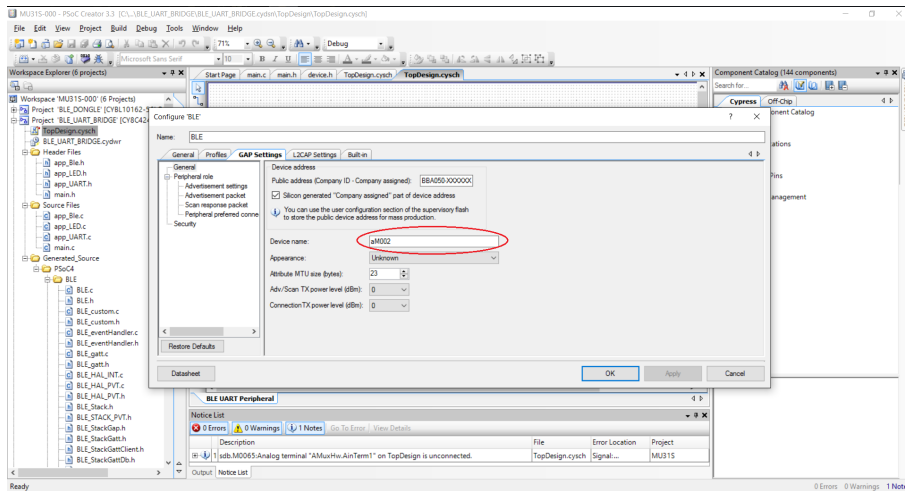 MU31S-000 - PSoC Creator 3.3 [C:\...\BLE_UART_BRIDGE\BLE_UART_BRIDGE.cydsn\TopDesign\TopDesign.cysch]
File Edit View Project Build Debug Tools Window Help
71% Debug
Microsoft Sans Serif 10 B I U
Workspace Explorer (6 projects)
Start Page main.c main.h device.h TopDesign.cysch TopDesign.cysch
Component Catalog (144 components)
Search for...
Cypress Off-Chip
onent Catalog
ations
Pins
anagement
Workspace 'MU31S-000' (6 Projects)
Project 'BLE_DONGLE' [CYBL10162-5
Project 'BLE_UART_BRIDGE' [CY8C424
TopDesign.cysch
BLE_UART_BRIDGE.cydwr
Header Files
app_Ble.h
app_LED.h
app_UART.h
main.h
Source Files
app_Ble.c
app_LED.c
app_UART.c
main.c
Generated_Source
PSoC4
BLE
BLE.c
BLE.h
BLE_custom.c
BLE_custom.h
BLE_eventHandler.c
BLE_eventHandler.h
BLE_gatt.c
BLE_gatt.h
BLE_HAL_INT.c
BLE_HAL_PVT.c
BLE_HAL_PVT.h
BLE_Stack.h
BLE_STACK_PVT.h
BLE_StackGap.h
BLE_StackGatt.h
BLE_StackGattClient.h
BLE_StackGattDb.h
Configure 'BLE'
Name: BLE
General Profiles GAP Settings L2CAP Settings Built-in
General
Peripheral role
Advertisement settings
Advertisement packet
Scan response packet
Peripheral preferred conne
Security
Restore Defaults
Device address
Public address (Company ID - Company assigned): BBA050-XXXXXX
Silicon generated "Company assigned" part of device address
You can use the user configuration section of the supervisory flash
to store the public device address for mass production.
Device name: aM002
Appearance: Unknown
Attribute MTU size (bytes): 23
Adv/Scan TX power level (dBm): 0
Connection TX power level (dBm): 0
Datasheet OK Apply Cancel
BLE UART Peripheral
Notice List
0 Errors 0 Warnings 1 Notes Go To Error View Details
Description File Error Location Project
1 sdb.M0065:Analog terminal "AMuxHw.AinTerm1" on TopDesign is unconnected. TopDesign.cysch Signal:... MU31S
Output Notice List
Ready 0 Errors 0 Warnings 1 Note